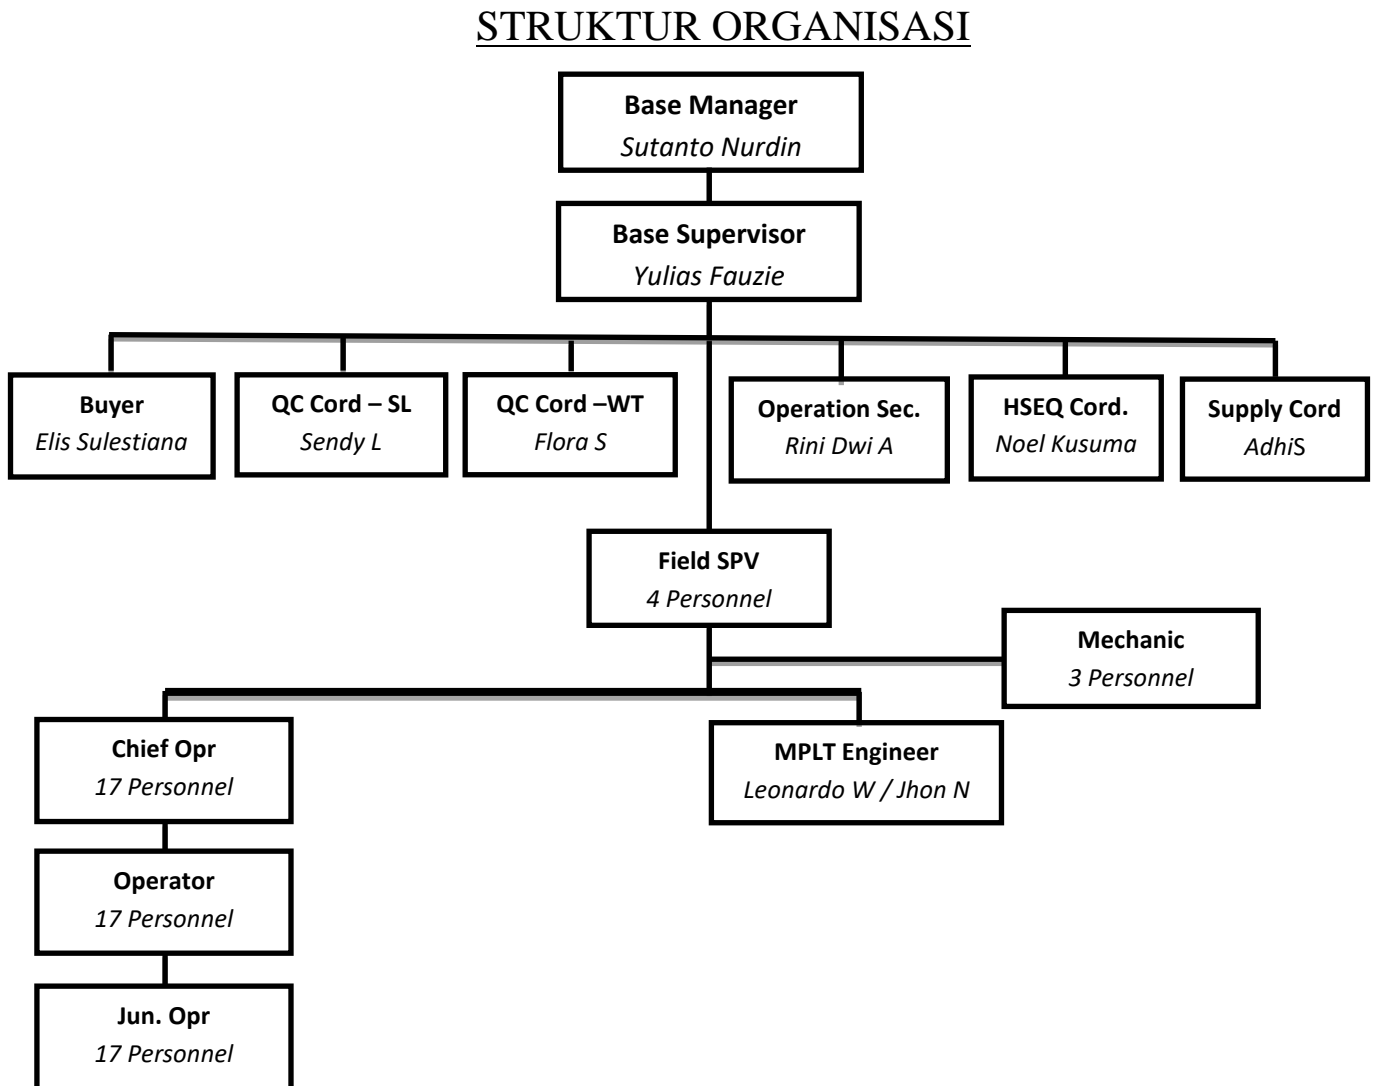 STRUKTUR ORGANISASI
Base Manager
Sutanto Nurdin
Base Supervisor
Yulias Fauzie
Buyer
Elis Sulestiana
QC Cord – SL
Sendy L
QC Cord –WT
Flora S
Operation Sec.
Rini Dwi A
HSEQ Cord.
Noel Kusuma
Supply Cord
AdhiS
Field SPV
4 Personnel
Mechanic
3 Personnel
Chief Opr
17 Personnel
MPLT Engineer
Leonardo W / Jhon N
Operator
17 Personnel
Jun. Opr
17 Personnel